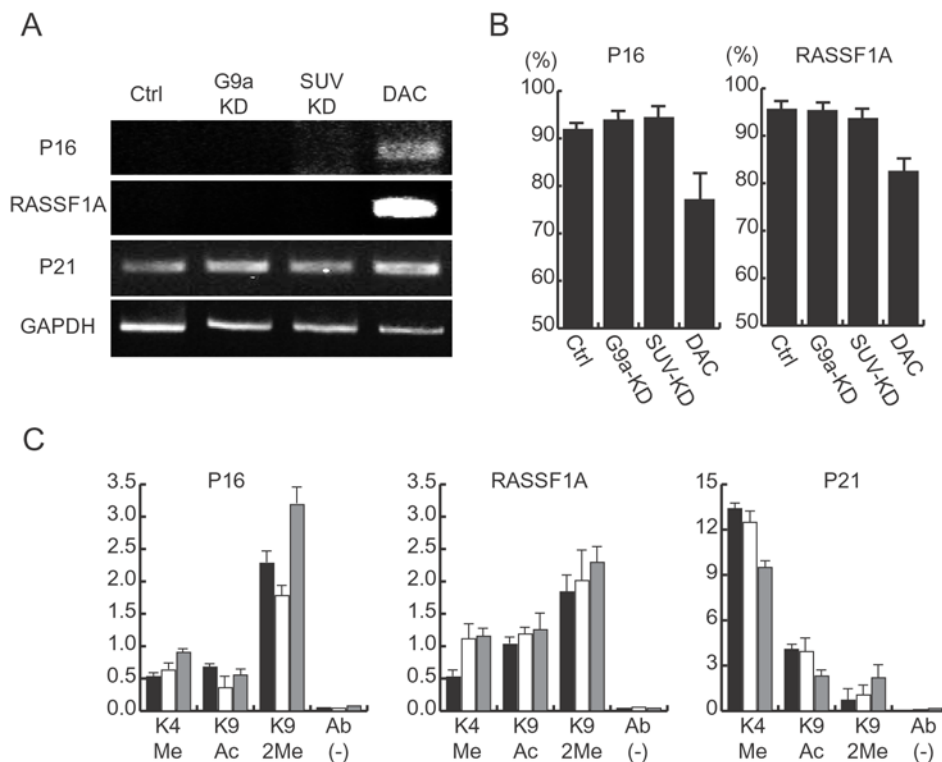 A
Ctrl
G9a
KD
SUV
KD
DAC
P16
RASSF1A
P21
GAPDH
B
(%)
P16
100
90
80
70
60
50
Ctrl
G9a-KD
SUV-KD
DAC
(%)
RASSF1A
100
90
80
70
60
50
Ctrl
G9a-KD
SUV-KD
DAC
C
P16
3.5
3.0
2.5
2.0
1.5
1.0
0.5
0.0
K4
Me
K9
Ac
K9
2Me
Ab
(-)
RASSF1A
3.5
3.0
2.5
2.0
1.5
1.0
0.5
0.0
K4
Me
K9
Ac
K9
2Me
Ab
(-)
P21
15
12
9
6
3
0
K4
Me
K9
Ac
K9
2Me
Ab
(-)